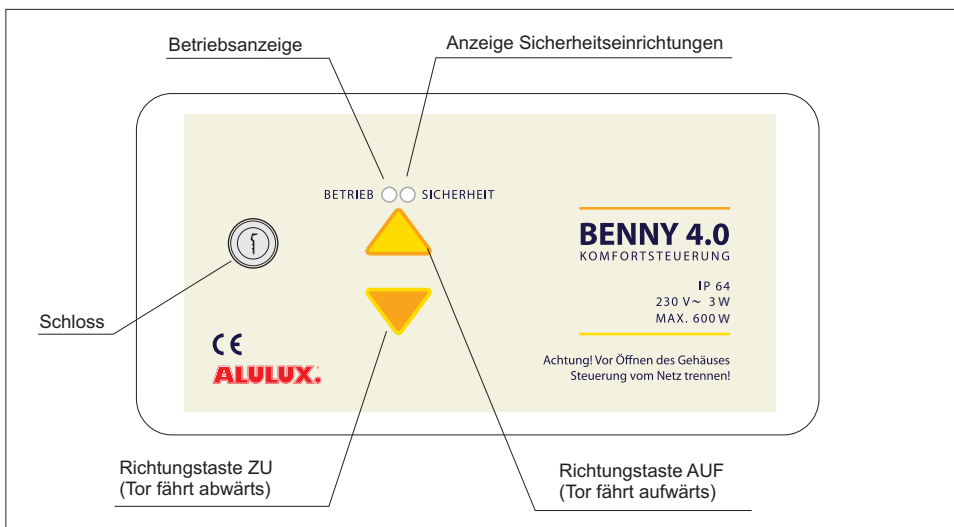 Betriebsanzeige
Anzeige Sicherheitseinrichtungen
BETRIEB
SICHERHEIT
BENNY 4.0
KOMFORTSTEUERUNG
IP 64
230 V~ 3 W
MAX. 600 W
Schloss
CE
ALULUX.
Achtung! Vor Öffnen des Gehäuses
Steuerung vom Netz trennen!
Richtungstaste ZU
(Tor fährt abwärts)
Richtungstaste AUF
(Tor fährt aufwärts)